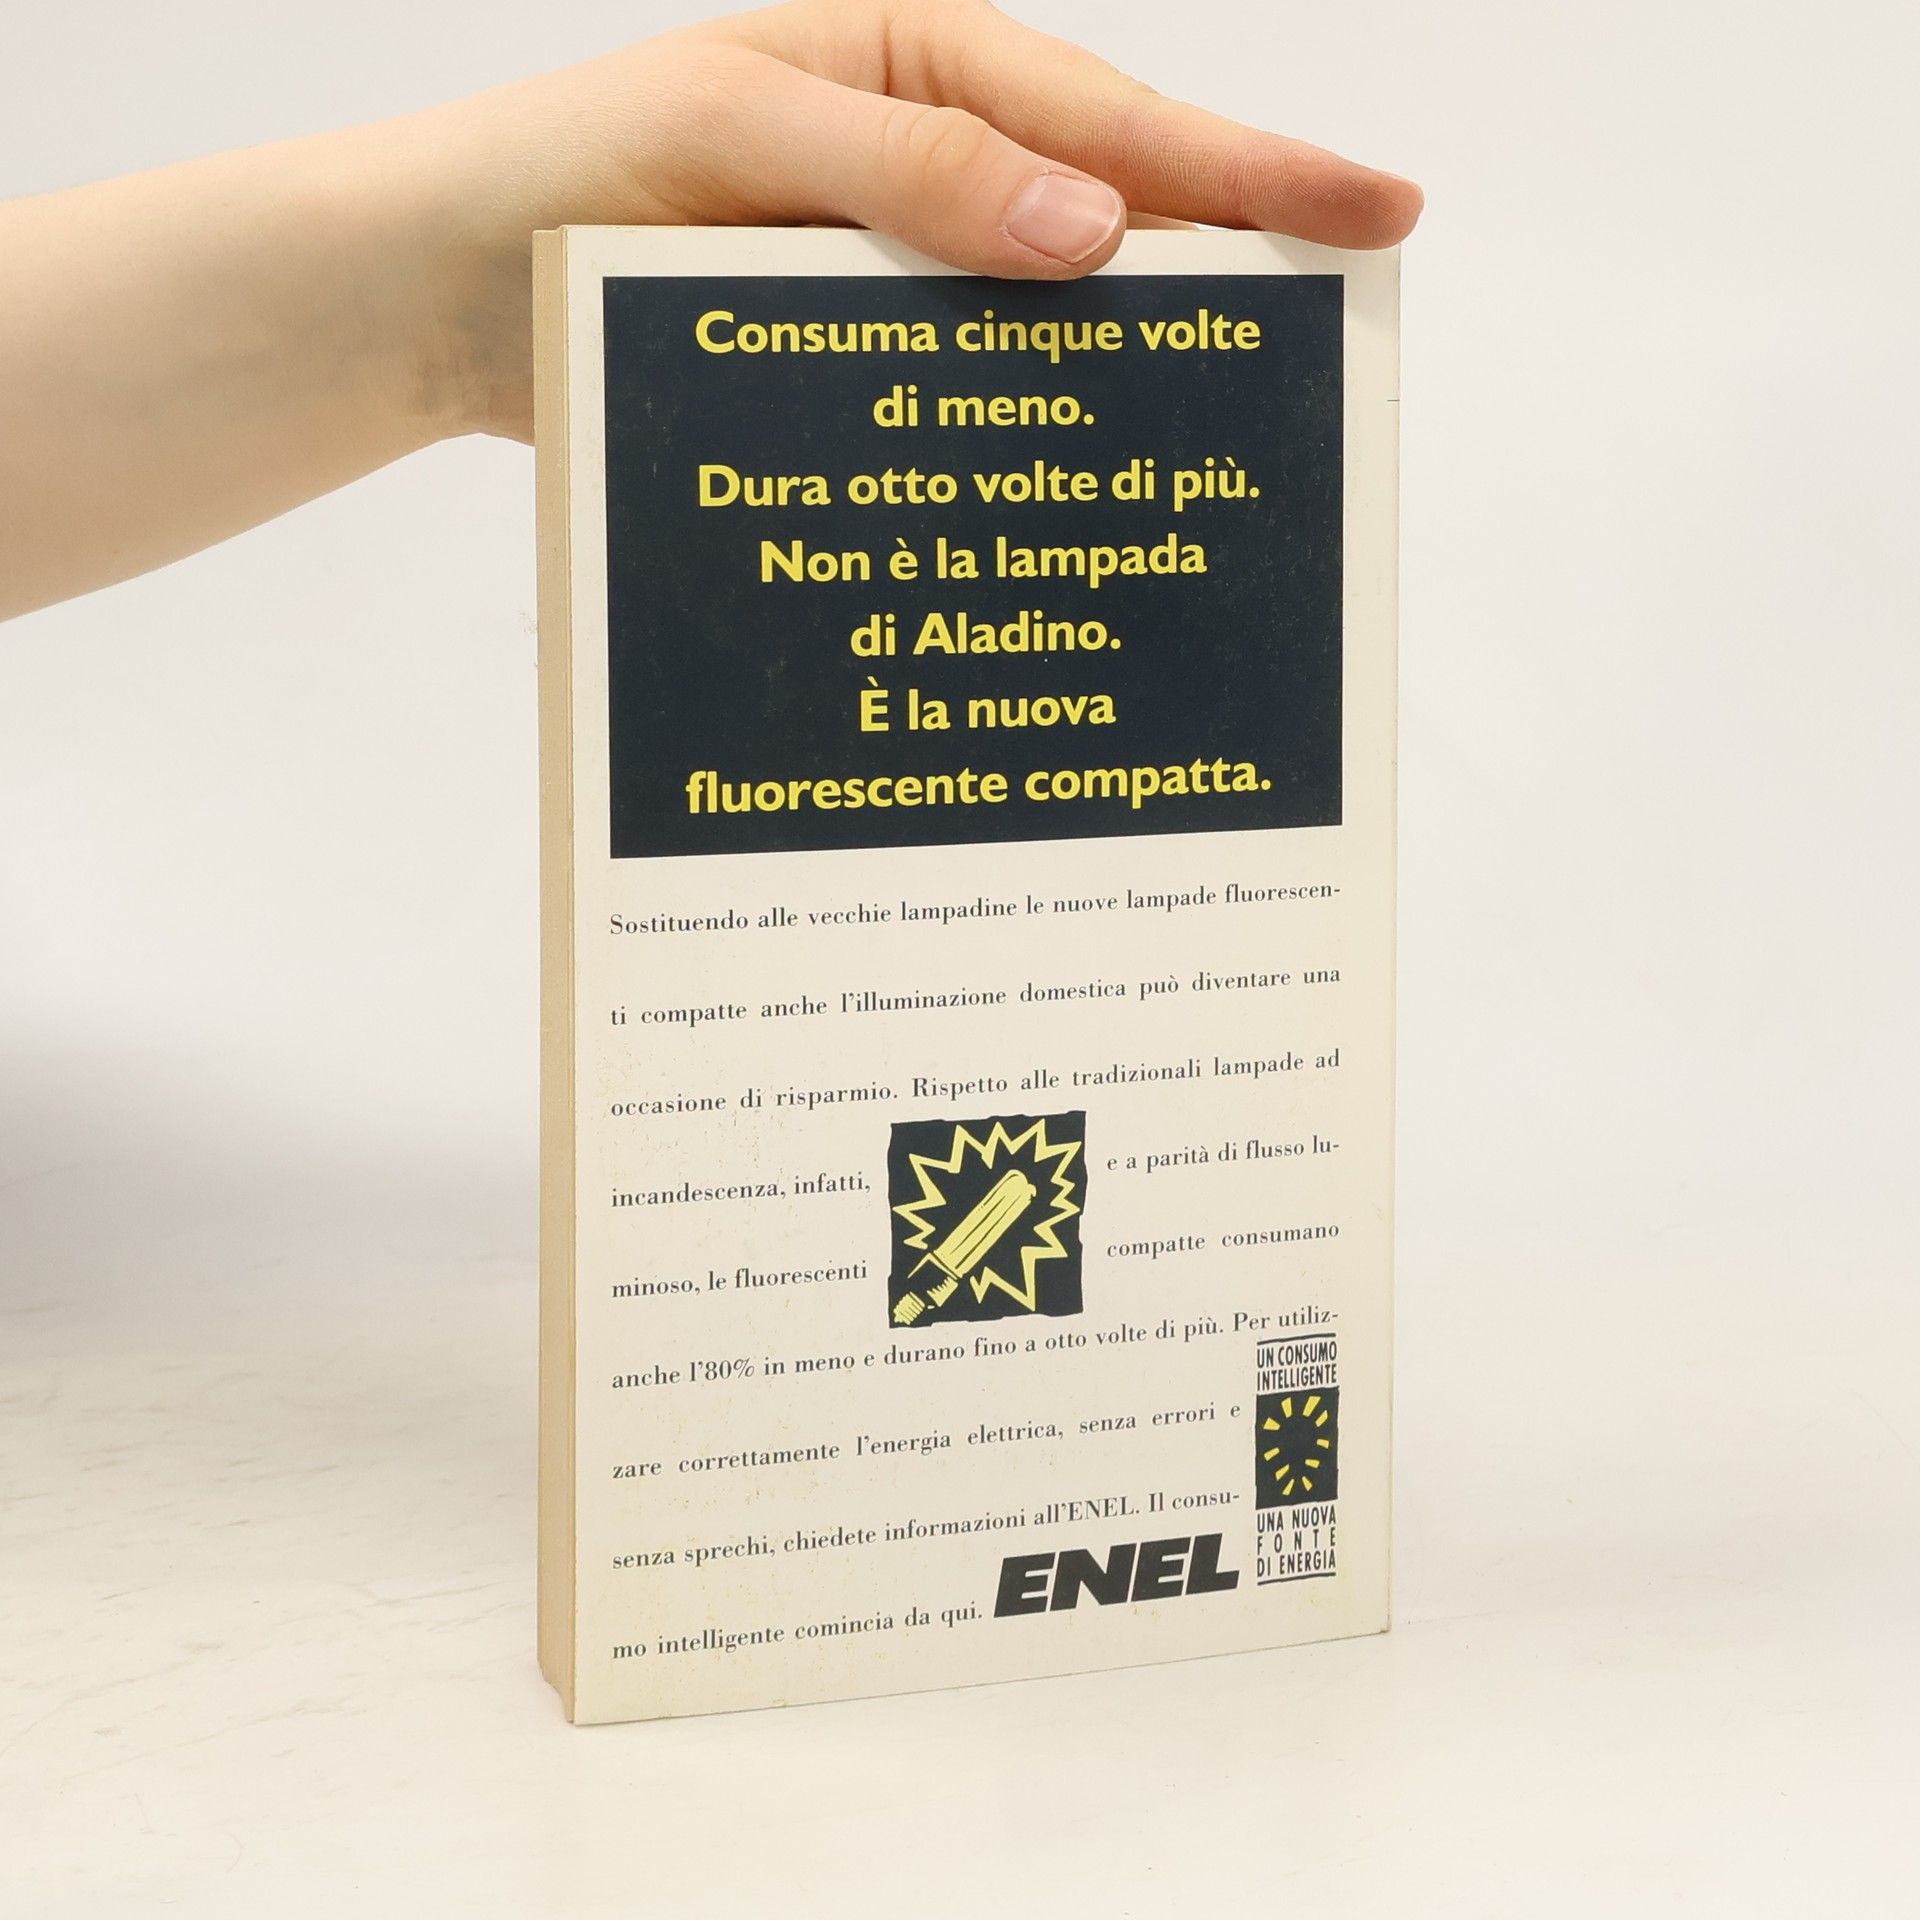 Consuma cinque volte
di meno.
Dura otto volte di più.
Non è la lampada
di Aladino.
È la nuova
fluorescente compatta.
Sostituendo alle vecchie lampadine le nuove lampade fluorescen-
ti compatte anche l'illuminazione domestica può diventare una
occasione di risparmio. Rispetto alle tradizionali lampade ad
incandescenza, infatti, e a parità di flusso lu-
minoso, le fluorescenti compatte consumano
anche l'80% in meno e durano fino a otto volte di più. Per utiliz-
zare correttamente l'energia elettrica, senza errori e
senza sprechi, chiedete informazioni all'ENEL. Il consu-
mo intelligente comincia da qui.
ENEL
UN CONSUMO
INTELLIGENTE
UNA NUOVA
FONTE
DI ENERGIA